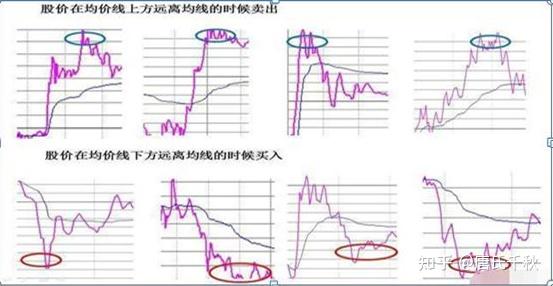 股价在均价线上方远离均线的时候卖出
股价在均价线下方远离均线的时候买入
知乎 @唐氏千秋